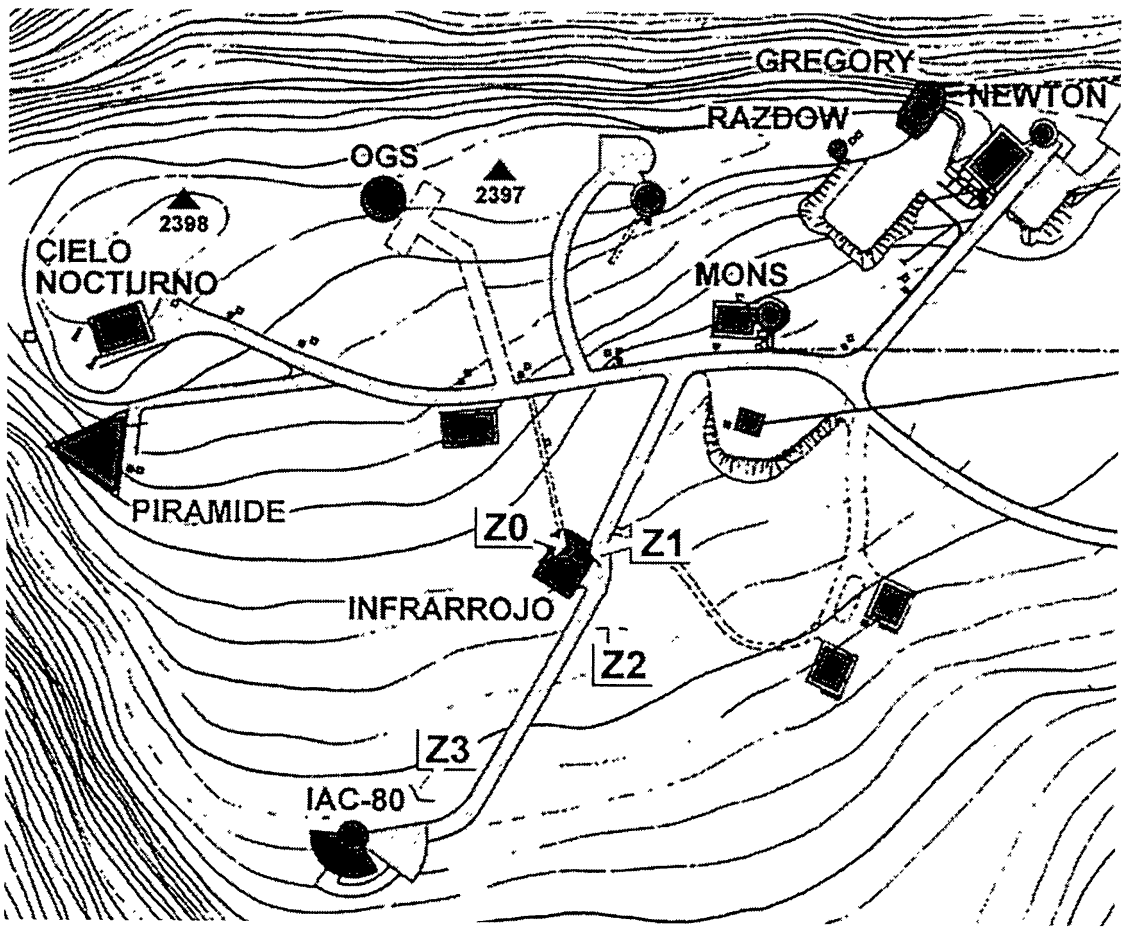 GREGORY
NEWTON
RAZDOW
OGS
2397
2398
CIELO
NOCTURNO
MONS
PIRAMIDE
Z0
Z1
INFRARROJO
Z2
Z3
IAC-80